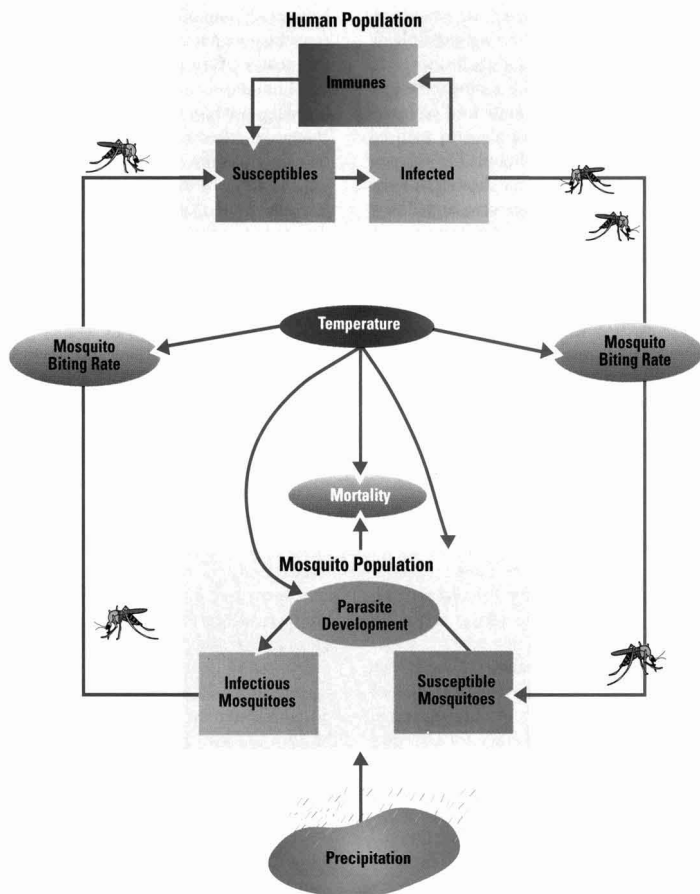 Human Population
Immunes
Susceptibles
Infected
Temperature
Mosquito
Biting Rate
Mosquito
Biting Rate
Mortality
Mosquito Population
Parasite
Development
Infectious
Mosquitoes
Susceptible
Mosquitoes
Precipitation